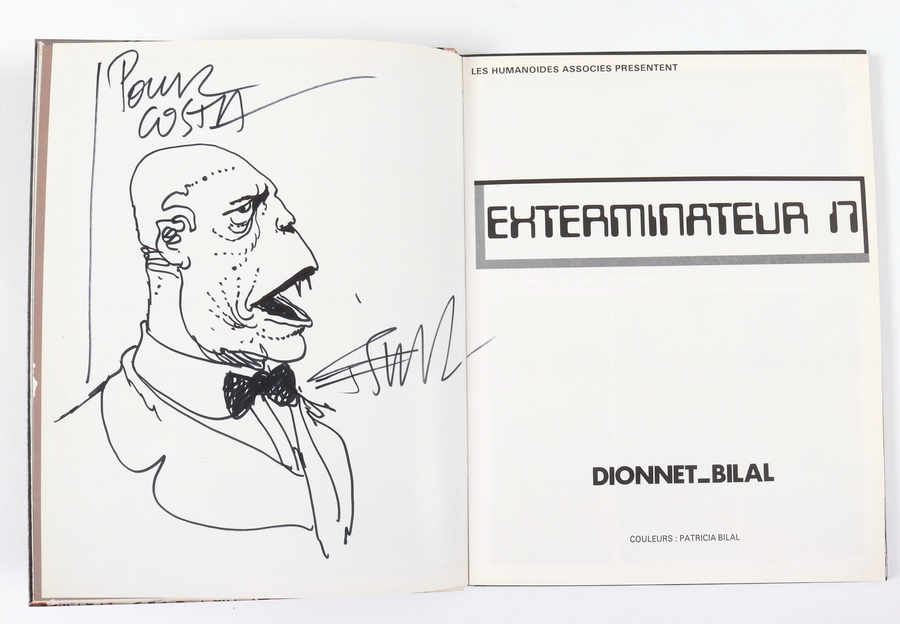 Pour
COSTA
LES HUMANOIDES ASSOCIES PRESENTENT
EXTERMINATEUR 17
DIONNET_BILAL
COULEURS : PATRICIA BILAL